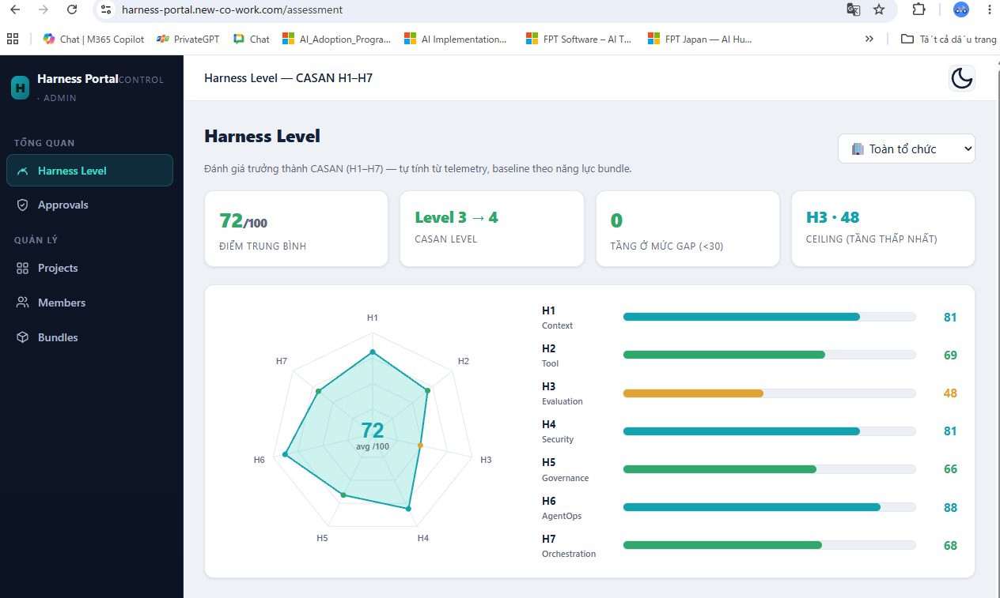 harness-portal.new-co-work.com/assessment
Chat | M365 Copilot
PrivateGPT
Chat
AI_Adoption_Progra...
AI Implementation...
FPT Software – AI T...
FPT Japan — AI Hu...
»
Tất cả dấu trang
H
Harness Portal CONTROL
· ADMIN
TỔNG QUAN
Harness Level
Approvals
QUẢN LÝ
Projects
Members
Bundles
Harness Level — CASAN H1–H7
Harness Level
Đánh giá trưởng thành CASAN (H1–H7) — tự tính từ telemetry, baseline theo năng lực bundle.
Toàn tổ chức
72/100
ĐIỂM TRUNG BÌNH
Level 3 → 4
CASAN LEVEL
0
TẦNG Ở MỨC GAP (<30)
H3 · 48
CEILING (TẦNG THẤP NHẤT)
H1
H2
H3
H4
H5
H6
H7
72
avg /100
H1
Context
81
H2
Tool
69
H3
Evaluation
48
H4
Security
81
H5
Governance
66
H6
AgentOps
88
H7
Orchestration
68